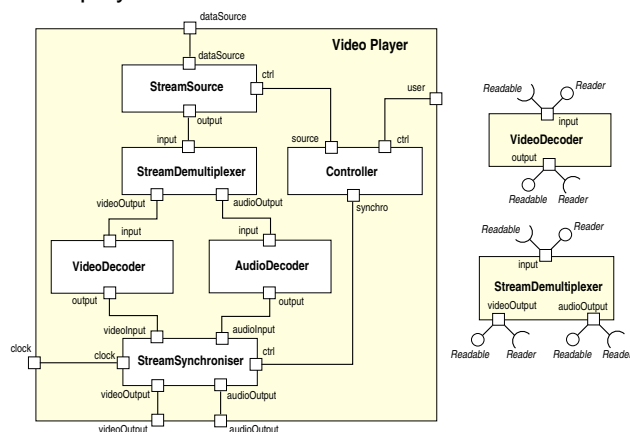 dataSource
Video Player
dataSource
StreamSource
ctrl
user
output
input
source
ctrl
StreamDemultiplexer
Controller
videoOutput
audioOutput
synchro
input
input
VideoDecoder
AudioDecoder
output
output
videoInput
audioInput
clock
clock
StreamSynchroniser
ctrl
videoOutput
audioOutput
videoOutput
audioOutput
Readable
Reader
input
VideoDecoder
output
Readable
Reader
Readable
Reader
input
StreamDemultiplexer
videoOutput
audioOutput
Readable
Reader
Readable
Reader